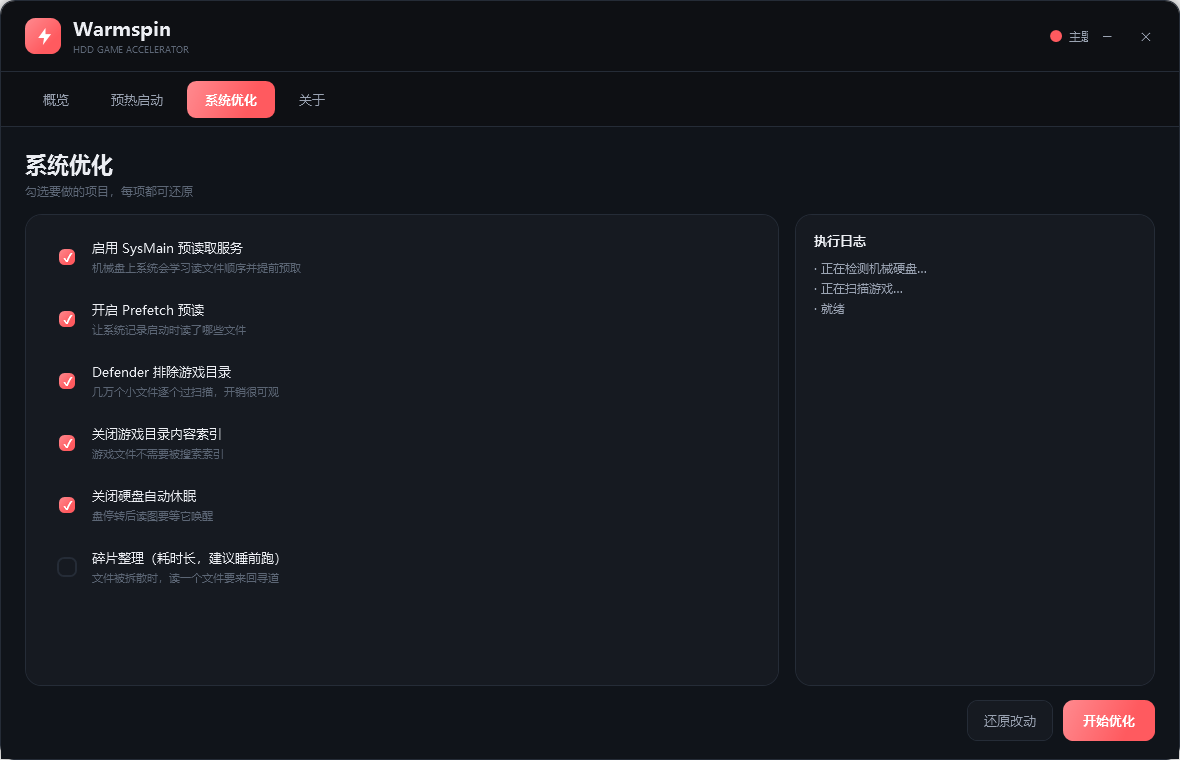 Warmspin
HDD GAME ACCELERATOR
主题
概览
预热启动
系统优化
关于
系统优化
勾选要做的项目，每项都可还原
启用 SysMain 预读取服务
机械盘上系统会学习读文件顺序并提前预取
开启 Prefetch 预读
让系统记录启动时读了哪些文件
Defender 排除游戏目录
几万个小文件逐个过扫描，开销很可观
关闭游戏目录内容索引
游戏文件不需要被搜索索引
关闭硬盘自动休眠
盘停转后读图要等它唤醒
碎片整理（耗时长，建议睡前跑）
文件被拆散时，读一个文件要来回寻道
执行日志
· 正在检测机械硬盘...
· 正在扫描游戏...
· 就绪
还原改动
开始优化